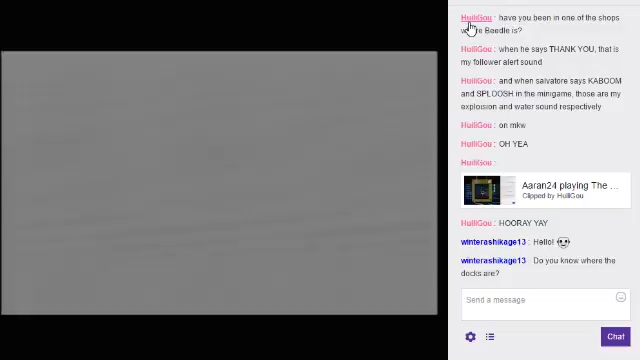 HuiliGou: have you been in one of the shops
where Beedle is?
HuiliGou: when he says THANK YOU, that is
my follower alert sound
HuiliGou: and when salvatore says KABOOM
and SPLOOSH in the minigame, those are my
exploision and water sound respectively
HuiliGou: on mkw
HuiliGou: OH YEA
HuiliGou:
Aaran24 playing The ...
Clipped by HuiliGou
HuiliGou: HOORAY YAY
winterashikage13: Hello!
winterashikage13: Do you know where the
docks are?
Send a message
Chat